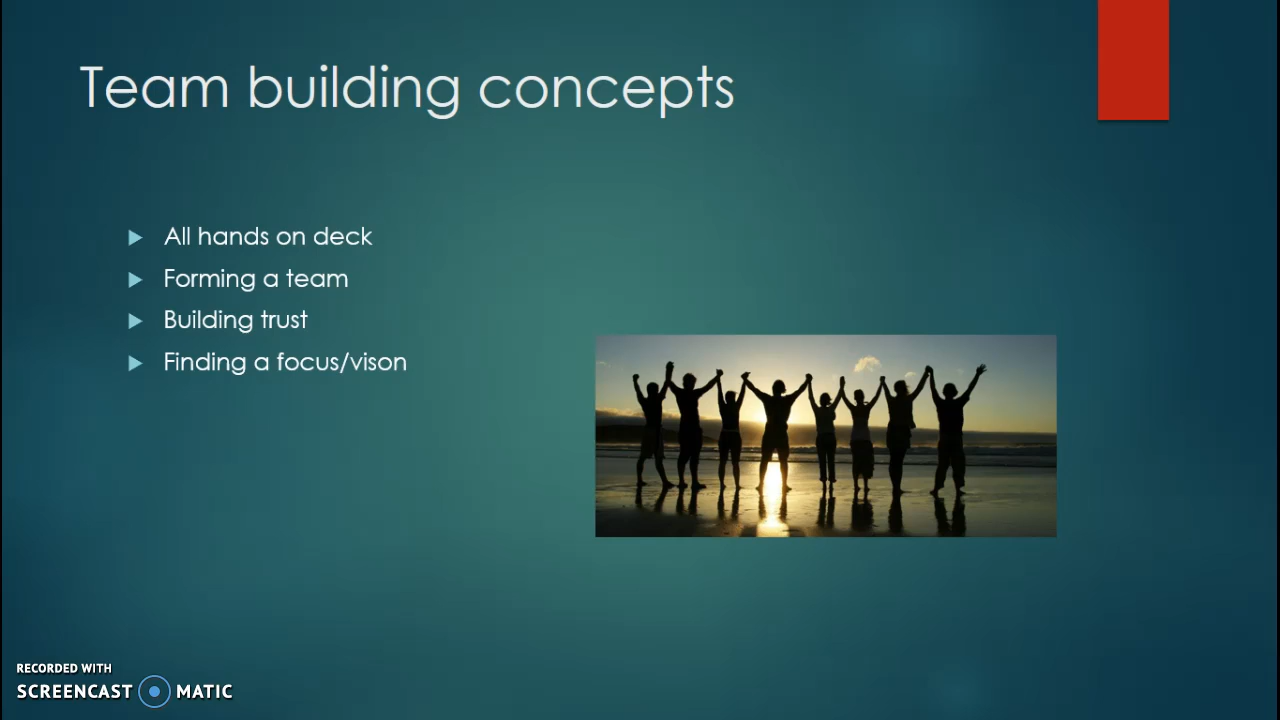 Team building concepts
All hands on deck
Forming a team
Building trust
Finding a focus/vison
RECORDED WITH
SCREENCAST MATIC